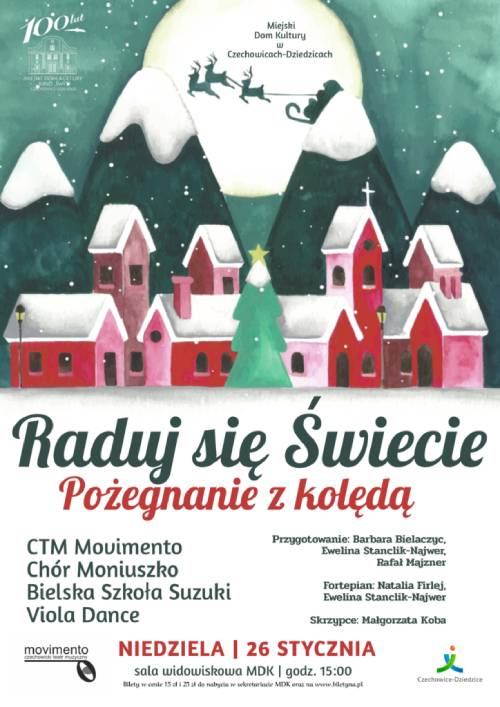 100 lat
Miejski
Dom Kultury
w
Czechowicach-Dziedzicach
Raduj się Świecie
Pożegnanie z kolędą
CTM Movimento
Chór Moniuszko
Bielska Szkoła Suzuki
Viola Dance
Przygotowanie: Barbara Bielaczyc,
Ewelina Stanclik-Najwer,
Rafał Majzner
Fortepian: Natalia Firlej,
Ewelina Stanclik-Najwer
Skrzypce: Małgorzata Koba
movimento
czechowicki teatr muzyczny
NIEDZIELA | 26 STYCZNIA
sala widowiskowa MDK | godz. 15:00
Bilety w cenie 15 zł i 25 zł do nabycia w sekretariacie MDK oraz na www.biletyna.pl
Czechowice-Dziedzice